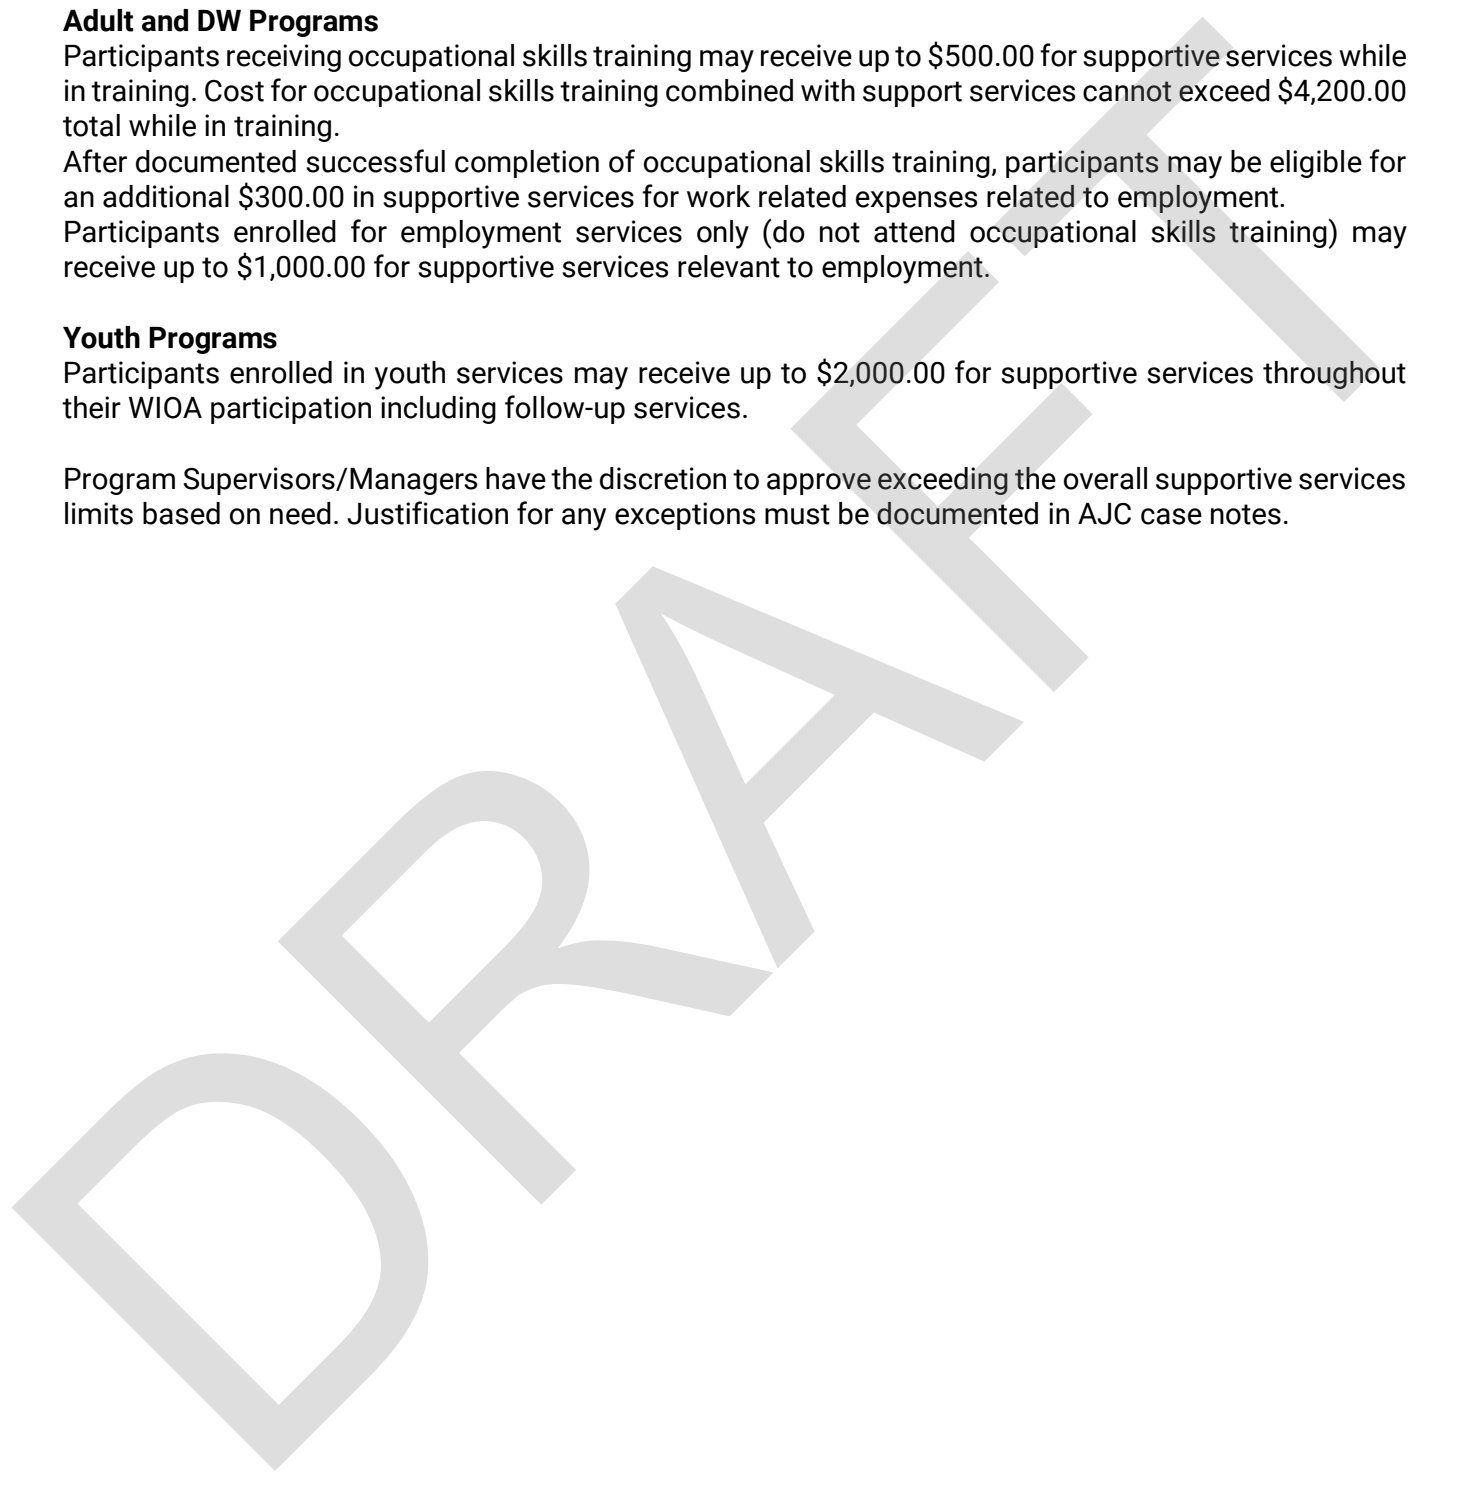 Adult and DW Programs
Participants receiving occupational skills training may receive up to $500.00 for supportive services while
in training. Cost for occupational skills training combined with support services cannot exceed $4,200.00
total while in training.
After documented successful completion of occupational skills training, participants may be eligible for
an additional $300.00 in supportive services for work related expenses related to employment.
Participants enrolled for employment services only (do not attend occupational skills training) may
receive up to $1,000.00 for supportive services relevant to employment.
Youth Programs
Participants enrolled in youth services may receive up to $2,000.00 for supportive services throughout
their WIOA participation including follow-up services.
Program Supervisors/Managers have the discretion to approve exceeding the overall supportive services
limits based on need. Justification for any exceptions must be documented in AJC case notes.
DRAFT